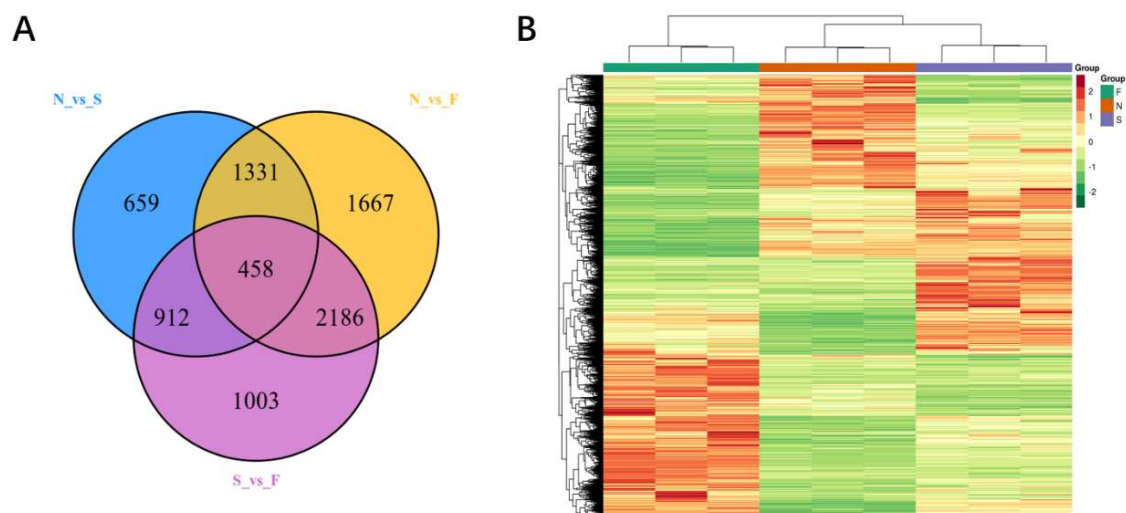 A
B
N_vs_S
N_vs_F
1331
659
1667
458
912
2186
1003
S_vs_F
Group
2
1
0
-1
-2
Group
F
N
S